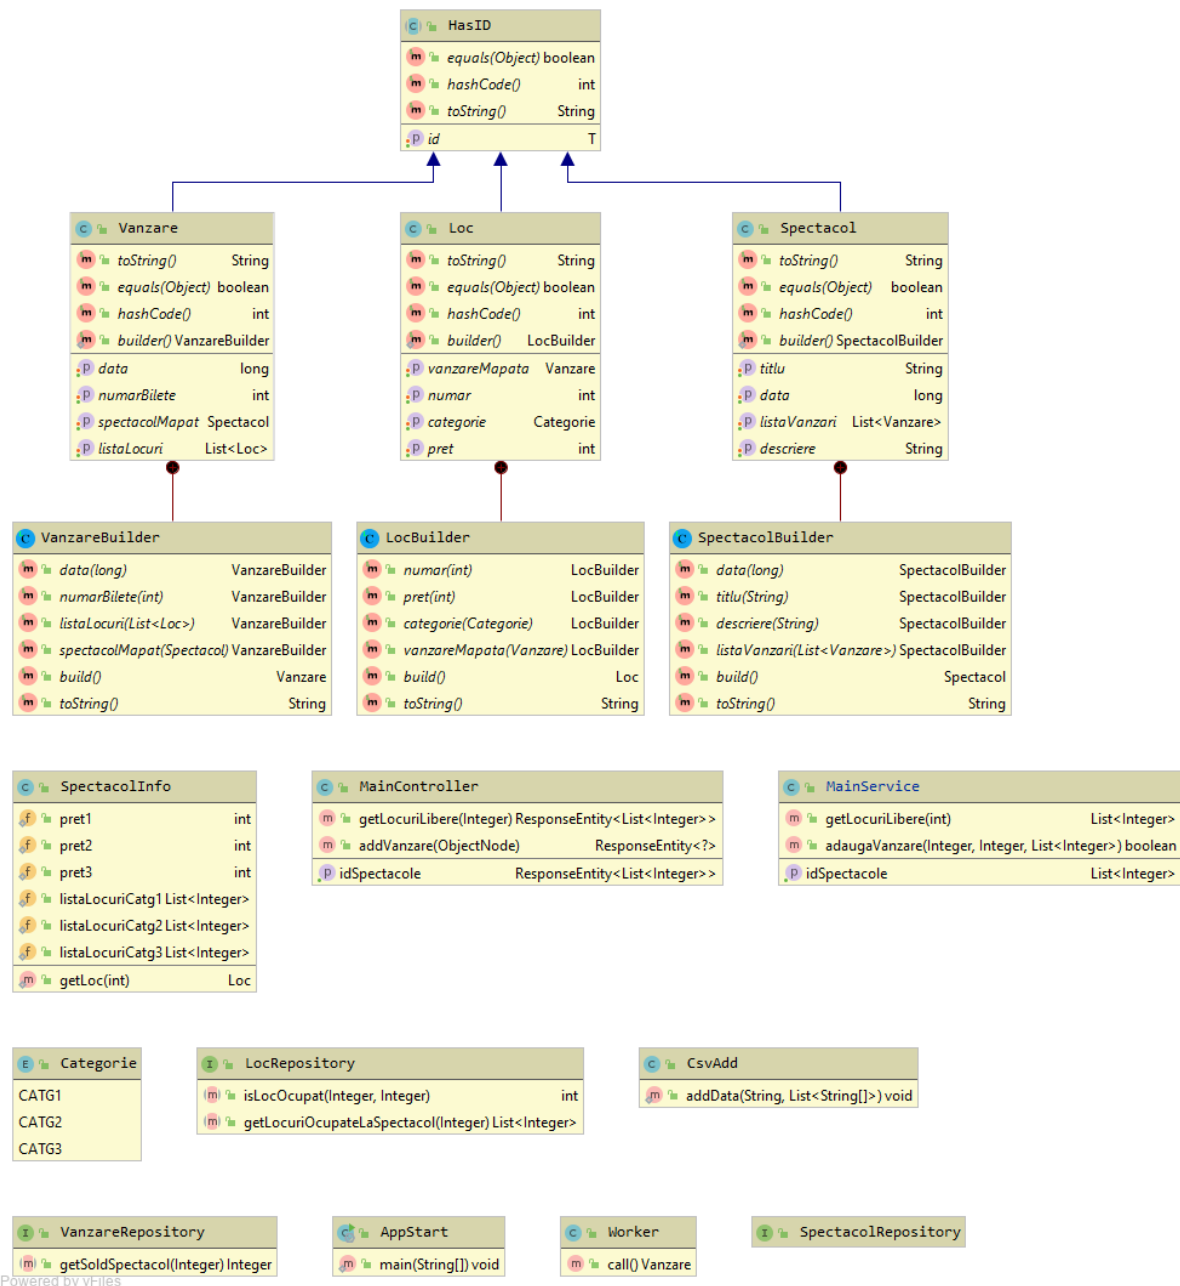 HasID
equals(Object) boolean
hashCode() int
toString() String
id T
Vanzare
toString() String
equals(Object) boolean
hashCode() int
builder() VanzareBuilder
data long
numarBilete int
spectacolMapat Spectacol
listaLocuri List<Loc>
Loc
toString() String
equals(Object) boolean
hashCode() int
builder() LocBuilder
vanzareMapata Vanzare
numar int
categorie Categorie
pret int
Spectacol
toString() String
equals(Object) boolean
hashCode() int
builder() SpectacolBuilder
titlu String
data long
listaVanzari List<Vanzare>
descriere String
VanzareBuilder
data(long) VanzareBuilder
numarBilete(int) VanzareBuilder
listaLocuri(List<Loc>) VanzareBuilder
spectacolMapat(Spectacol) VanzareBuilder
build() Vanzare
toString() String
LocBuilder
numar(int) LocBuilder
pret(int) LocBuilder
categorie(Categorie) LocBuilder
vanzareMapata(Vanzare) LocBuilder
build() Loc
toString() String
SpectacolBuilder
data(long) SpectacolBuilder
titlu(String) SpectacolBuilder
descriere(String) SpectacolBuilder
listaVanzari(List<Vanzare>) SpectacolBuilder
build() Spectacol
toString() String
SpectacolInfo
pret1 int
pret2 int
pret3 int
listaLocuriCatg1 List<Integer>
listaLocuriCatg2 List<Integer>
listaLocuriCatg3 List<Integer>
getLoc(int) Loc
MainController
getLocuriLibere(Integer) ResponseEntity<List<Integer>>
addVanzare(ObjectNode) ResponseEntity<?>
idSpectacole ResponseEntity<List<Integer>>
MainService
getLocuriLibere(int) List<Integer>
adaugaVanzare(Integer, Integer, List<Integer>) boolean
idSpectacole List<Integer>
Categorie
CATG1
CATG2
CATG3
LocRepository
isLocOcupat(Integer, Integer) int
getLocuriOcupateLaSpectacol(Integer) List<Integer>
CsvAdd
addData(String, List<String[]>) void
VanzareRepository
getSoldSpectacol(Integer) Integer
AppStart
main(String[]) void
Worker
call() Vanzare
SpectacolRepository
Powered by yFiles